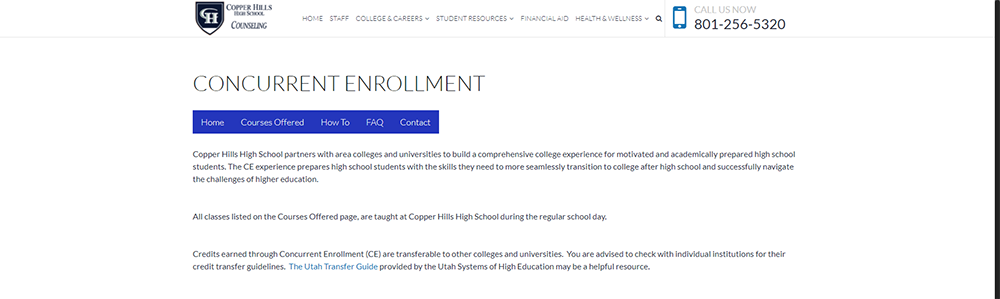 COPPER HILLS
HIGH SCHOOL
COUNSELING
CH
HOME STAFF COLLEGE & CAREERS STUDENT RESOURCES FINANCIAL AID HEALTH & WELLNESS
CALL US NOW
801-256-5320
CONCURRENT ENROLLMENT
Home Courses Offered How To FAQ Contact
Copper Hills High School partners with area colleges and universities to build a comprehensive college experience for motivated and academically prepared high school
students. The CE experience prepares high school students with the skills they need to more seamlessly transition to college after high school and successfully navigate
the challenges of higher education.
All classes listed on the Courses Offered page, are taught at Copper Hills High School during the regular school day.
Credits earned through Concurrent Enrollment (CE) are transferable to other colleges and universities.  You are advised to check with individual institutions for their
credit transfer guidelines.  The Utah Transfer Guide provided by the Utah Systems of High Education may be a helpful resource.